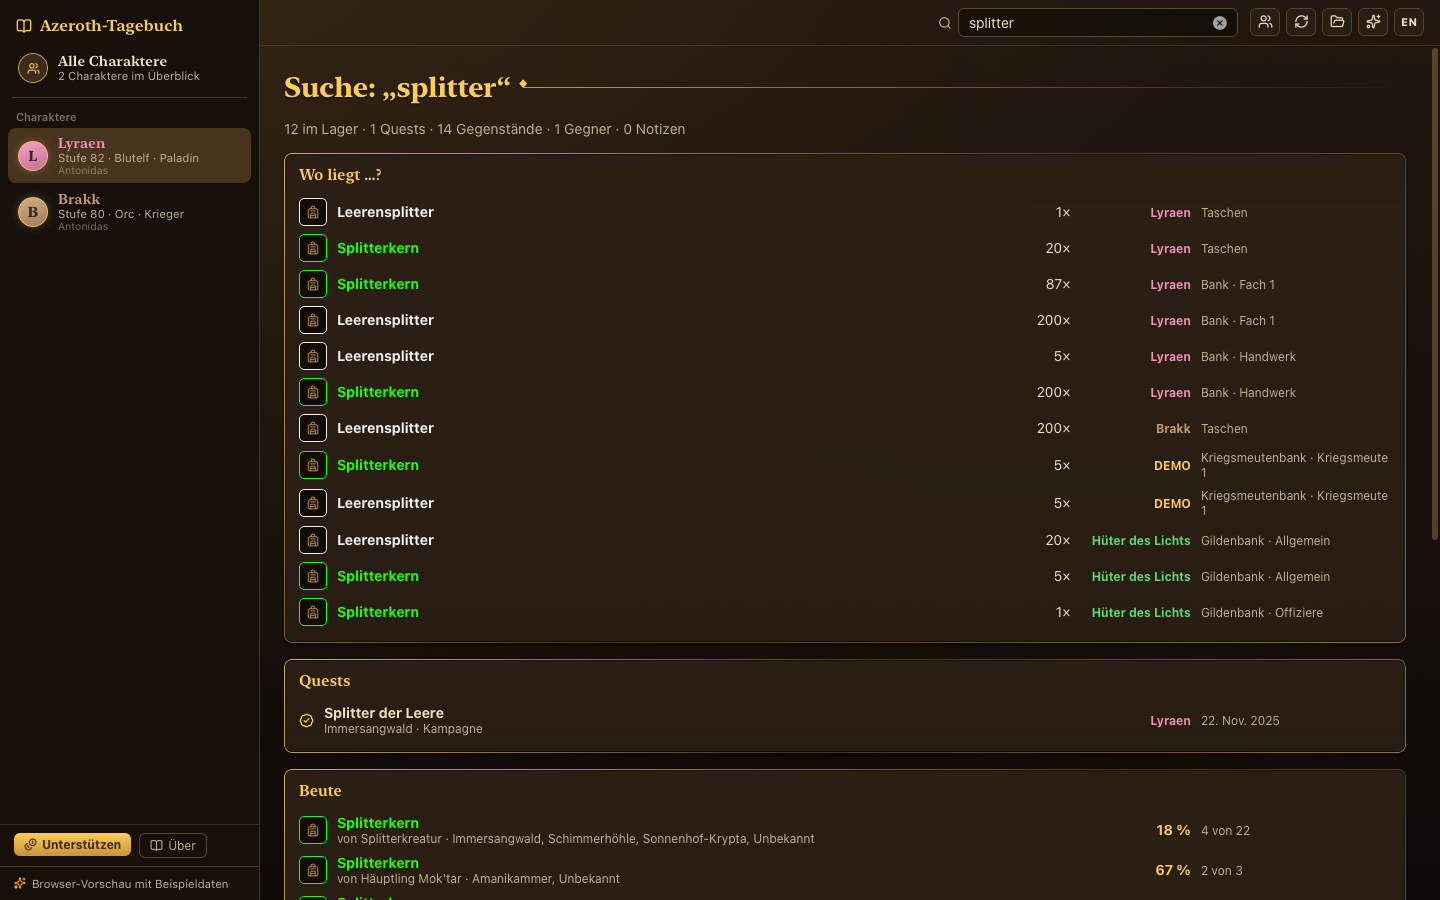 Azeroth-Tagebuch
Alle Charaktere
2 Charaktere im Überblick
Charaktere
L
Lyraen
Stufe 82 · Blutelf · Paladin
Antonidas
B
Brakk
Stufe 80 · Orc · Krieger
Antonidas
Unterstützen
Über
Browser-Vorschau mit Beispieldaten
splitter
EN
Suche: „splitter“
12 im Lager · 1 Quests · 14 Gegenstände · 1 Gegner · 0 Notizen
Wo liegt …?
Leerensplitter 1× Lyraen Taschen
Splitterkern 20× Lyraen Taschen
Splitterkern 87× Lyraen Bank · Fach 1
Leerensplitter 200× Lyraen Bank · Fach 1
Leerensplitter 5× Lyraen Bank · Handwerk
Splitterkern 200× Lyraen Bank · Handwerk
Leerensplitter 200× Brakk Taschen
Splitterkern 5× DEMO Kriegsmeutenbank · Kriegsmeute
1
Leerensplitter 5× DEMO Kriegsmeutenbank · Kriegsmeute
1
Leerensplitter 20× Hüter des Lichts Gildenbank · Allgemein
Splitterkern 5× Hüter des Lichts Gildenbank · Allgemein
Splitterkern 1× Hüter des Lichts Gildenbank · Offiziere
Quests
Splitter der Leere
Immersangwald · Kampagne
Lyraen 22. Nov. 2025
Beute
Splitterkern
von Splitterkreatur · Immersangwald, Schimmerhöhle, Sonnenhof-Krypta, Unbekannt
18 % 4 von 22
Splitterkern
von Häuptling Mok'tar · Amanikammer, Unbekannt
67 % 2 von 3